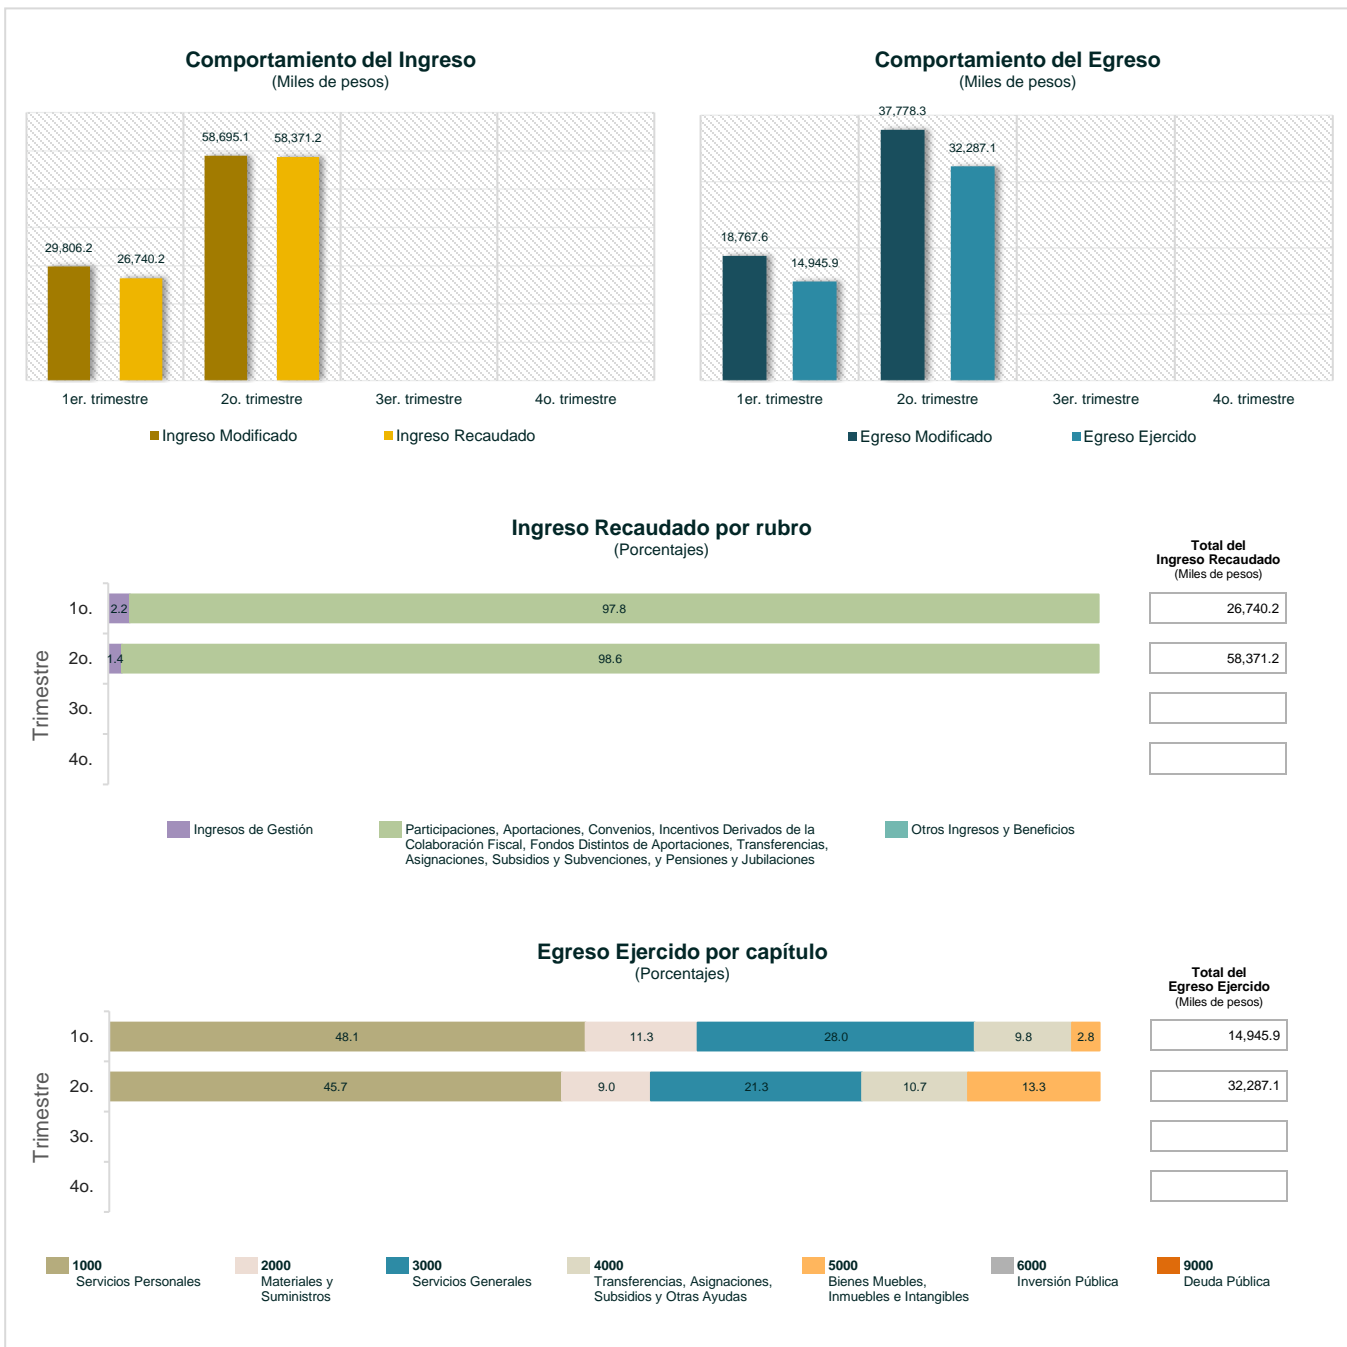 Comportamiento del Ingreso
(Miles de pesos)
29,806.2
26,740.2
58,695.1
58,371.2
1er. trimestre
2o. trimestre
3er. trimestre
4o. trimestre
Ingreso Modificado
Ingreso Recaudado
Comportamiento del Egreso
(Miles de pesos)
18,767.6
14,945.9
37,778.3
32,287.1
1er. trimestre
2o. trimestre
3er. trimestre
4o. trimestre
Egreso Modificado
Egreso Ejercido
Ingreso Recaudado por rubro
(Porcentajes)
Total del
Ingreso Recaudado
(Miles de pesos)
Trimestre
1o.
2.2
97.8
26,740.2
2o.
1.4
98.6
58,371.2
3o.
4o.
Ingresos de Gestión
Participaciones, Aportaciones, Convenios, Incentivos Derivados de la
Colaboración Fiscal, Fondos Distintos de Aportaciones, Transferencias,
Asignaciones, Subsidios y Subvenciones, y Pensiones y Jubilaciones
Otros Ingresos y Beneficios
Egreso Ejercido por capítulo
(Porcentajes)
Total del
Egreso Ejercido
(Miles de pesos)
Trimestre
1o.
48.1
11.3
28.0
9.8
2.8
14,945.9
2o.
45.7
9.0
21.3
10.7
13.3
32,287.1
3o.
4o.
1000
Servicios Personales
2000
Materiales y
Suministros
3000
Servicios Generales
4000
Transferencias, Asignaciones,
Subsidios y Otras Ayudas
5000
Bienes Muebles,
Inmuebles e Intangibles
6000
Inversión Pública
9000
Deuda Pública